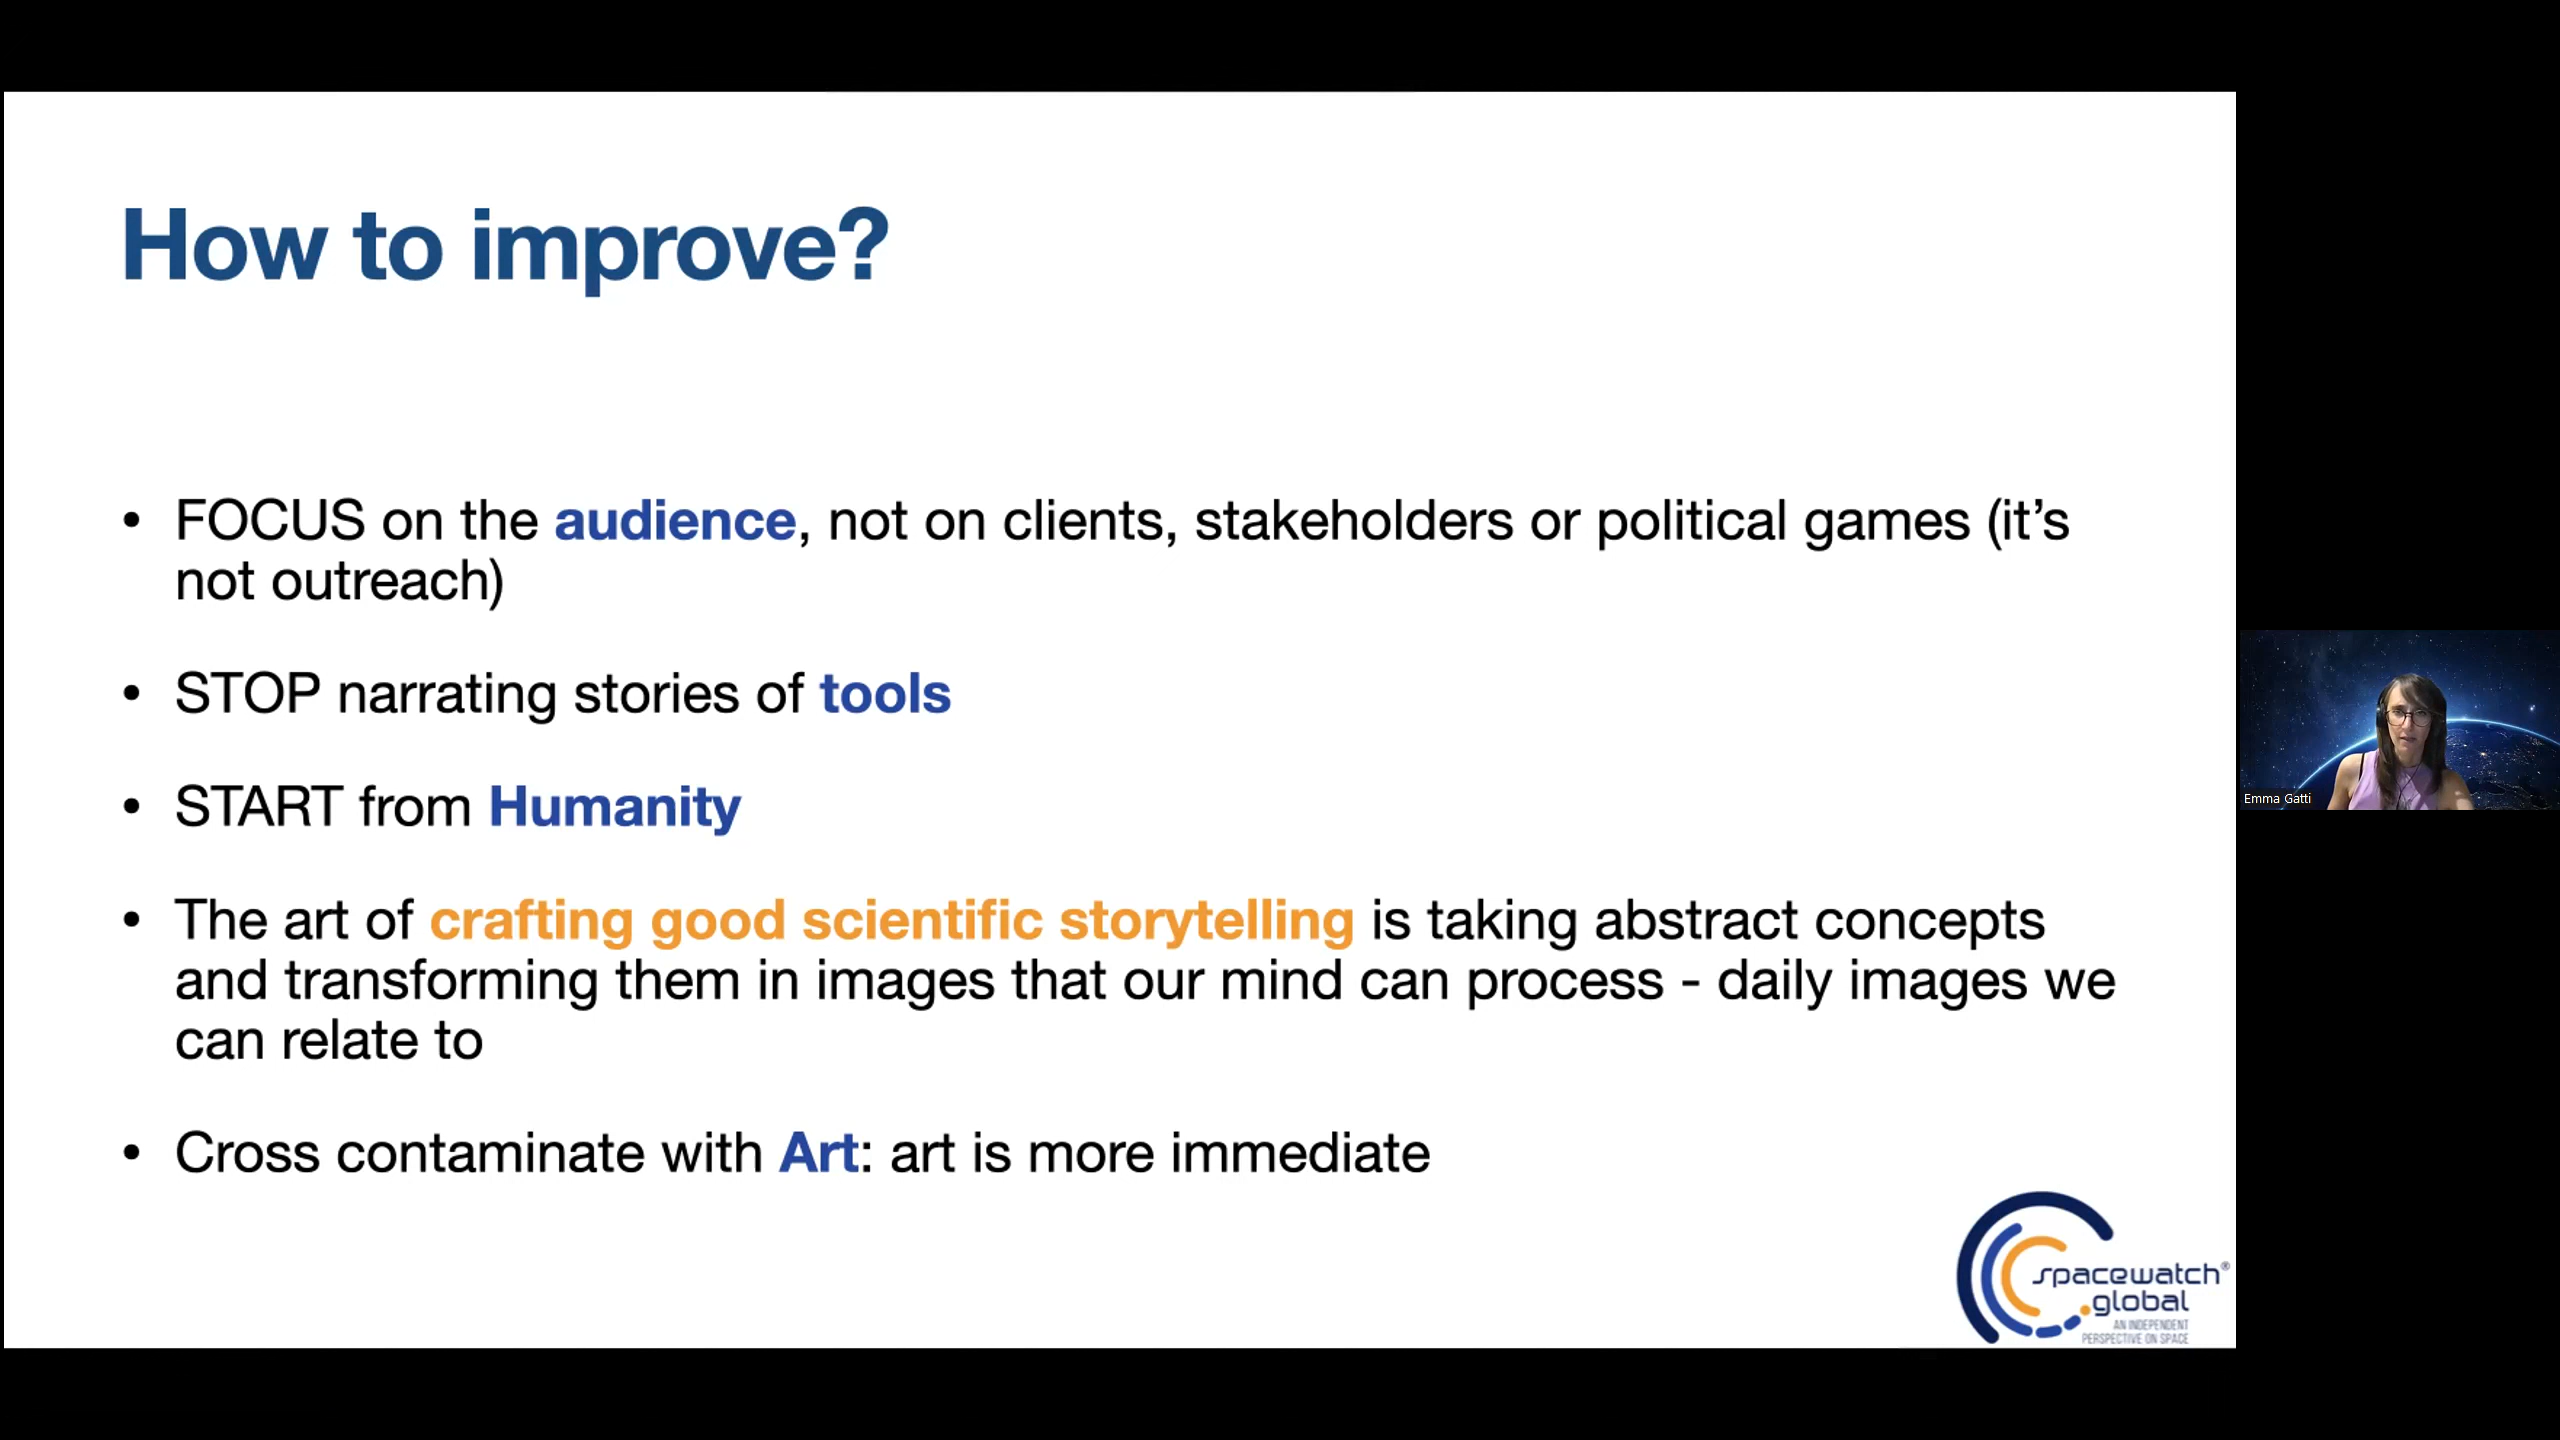 How to improve?
• FOCUS on the audience, not on clients, stakeholders or political games (it’s
not outreach)
• STOP narrating stories of tools
• START from Humanity
• The art of crafting good scientific storytelling is taking abstract concepts
and transforming them in images that our mind can process - daily images we
can relate to
• Cross contaminate with Art: art is more immediate
spacewatch®
.global
AN INDEPENDENT
PERSPECTIVE ON SPACE
Emma Gatti